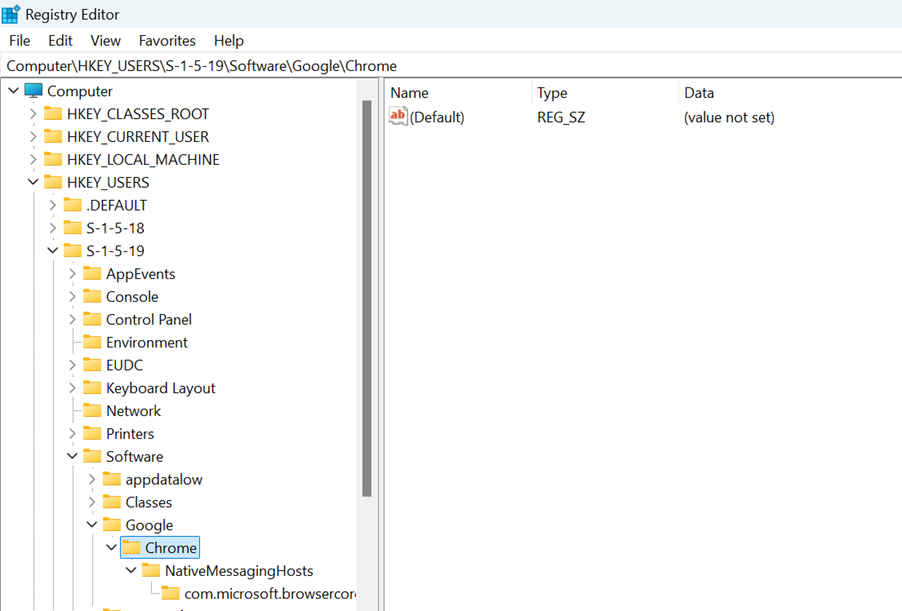 Registry Editor
File Edit View Favorites Help
Computer\HKEY_USERS\S-1-5-19\Software\Google\Chrome
Computer
HKEY_CLASSES_ROOT
HKEY_CURRENT_USER
HKEY_LOCAL_MACHINE
HKEY_USERS
.DEFAULT
S-1-5-18
S-1-5-19
AppEvents
Console
Control Panel
Environment
EUDC
Keyboard Layout
Network
Printers
Software
appdatalow
Classes
Google
Chrome
NativeMessagingHosts
com.microsoft.browsercor
Name Type Data
ab (Default) REG_SZ (value not set)